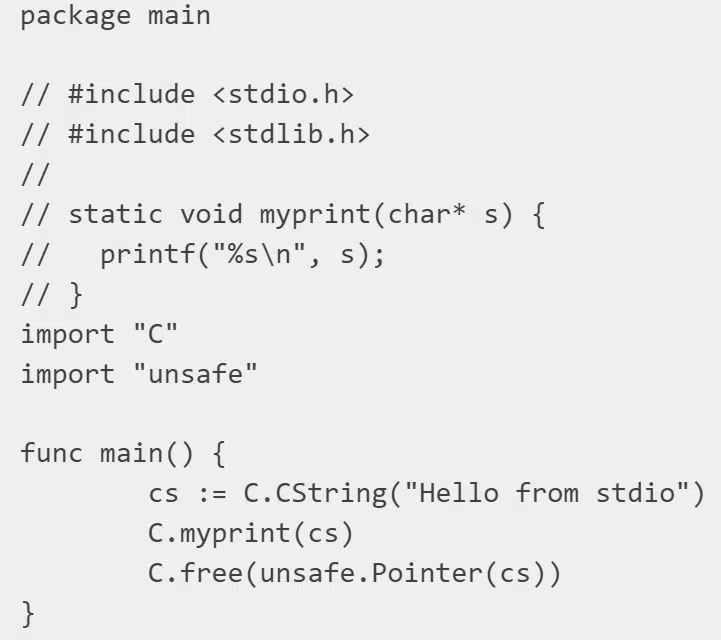 package main

// #include <stdio.h>
// #include <stdlib.h>
//
// static void myprint(char* s) {
//   printf("%s\n", s);
// }
import "C"
import "unsafe"

func main() {
        cs := C.CString("Hello from stdio")
        C.myprint(cs)
        C.free(unsafe.Pointer(cs))
}